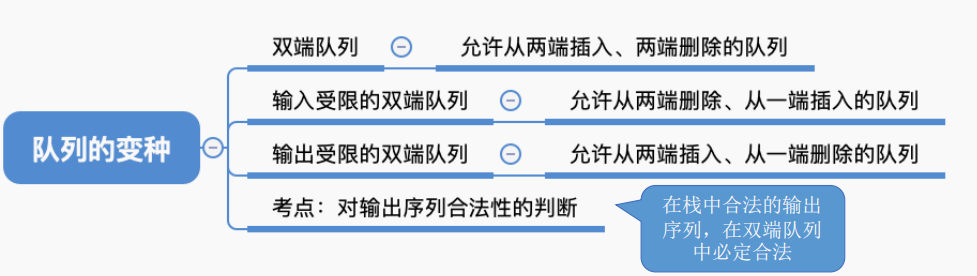 队列的变种
双端队列
允许从两端插入、两端删除的队列
输入受限的双端队列
允许从两端删除、从一端插入的队列
输出受限的双端队列
允许从两端插入、从一端删除的队列
考点：对输出序列合法性的判断
在栈中合法的输出
序列，在双端队列
中必定合法